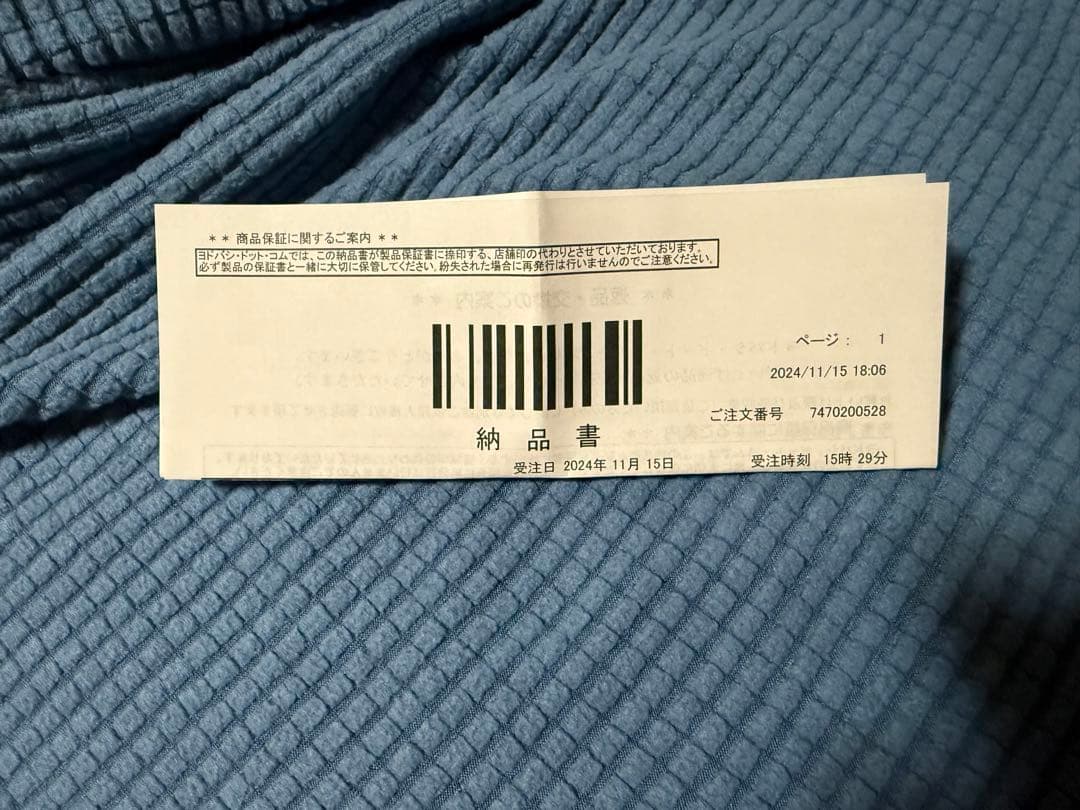 ＊＊ 商品保証に関するご案内 ＊＊
ヨドバシ・ドット・コムでは、この納品書が製品保証書に捺印する、店舗印の代わりとさせていただいております。
必ず製品の保証書と一緒に大切に保管してください。紛失された場合に再発行は行いませんのでご注意ください。
ページ： 1
2024/11/15 18:06
ご注文番号 7470200528
納品書
受注日 2024年 11月 15日 受注時刻 15時 29分